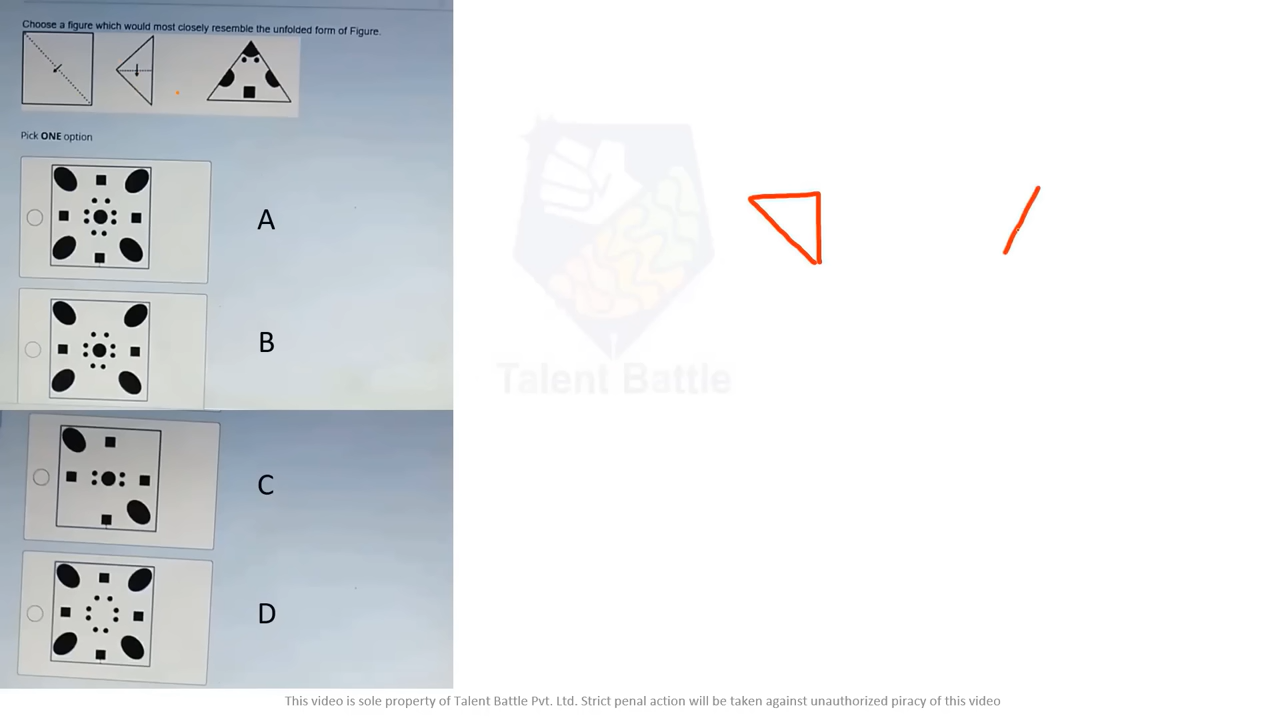 Choose a figure which would most closely resemble the unfolded form of Figure.
Pick ONE option
A
B
C
D
Talent Battle
This video is sole property of Talent Battle Pvt. Ltd. Strict penal action will be taken against unauthorized piracy of this video